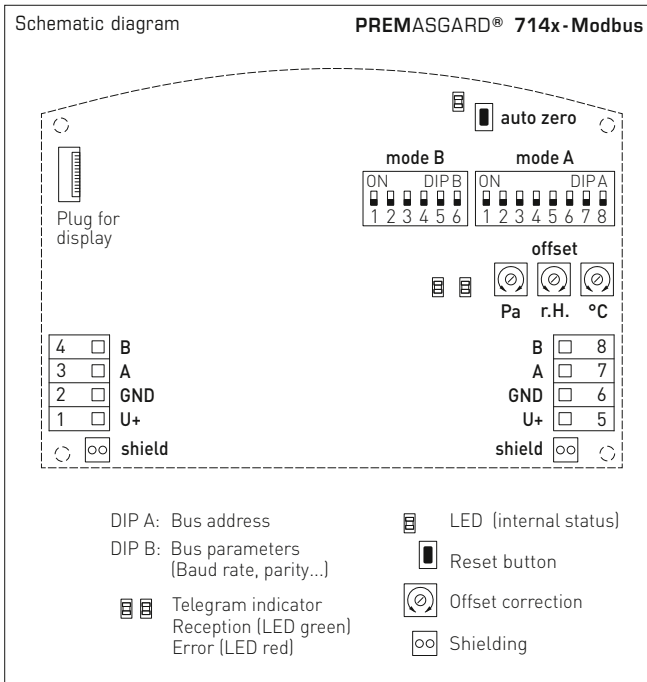 Schematic diagram PREMASGARD® 714x-Modbus
auto zero
mode B mode A
ON DIP B ON DIP A
1 2 3 4 5 6 1 2 3 4 5 6 7 8
Plug for
display
offset
Pa r.H. °C
4 B B 8
3 A A 7
2 GND GND 6
1 U+ U+ 5
shield shield
DIP A: Bus address
DIP B: Bus parameters
(Baud rate, parity...)
Telegram indicator
Reception (LED green)
Error (LED red)
LED (internal status)
Reset button
Offset correction
Shielding